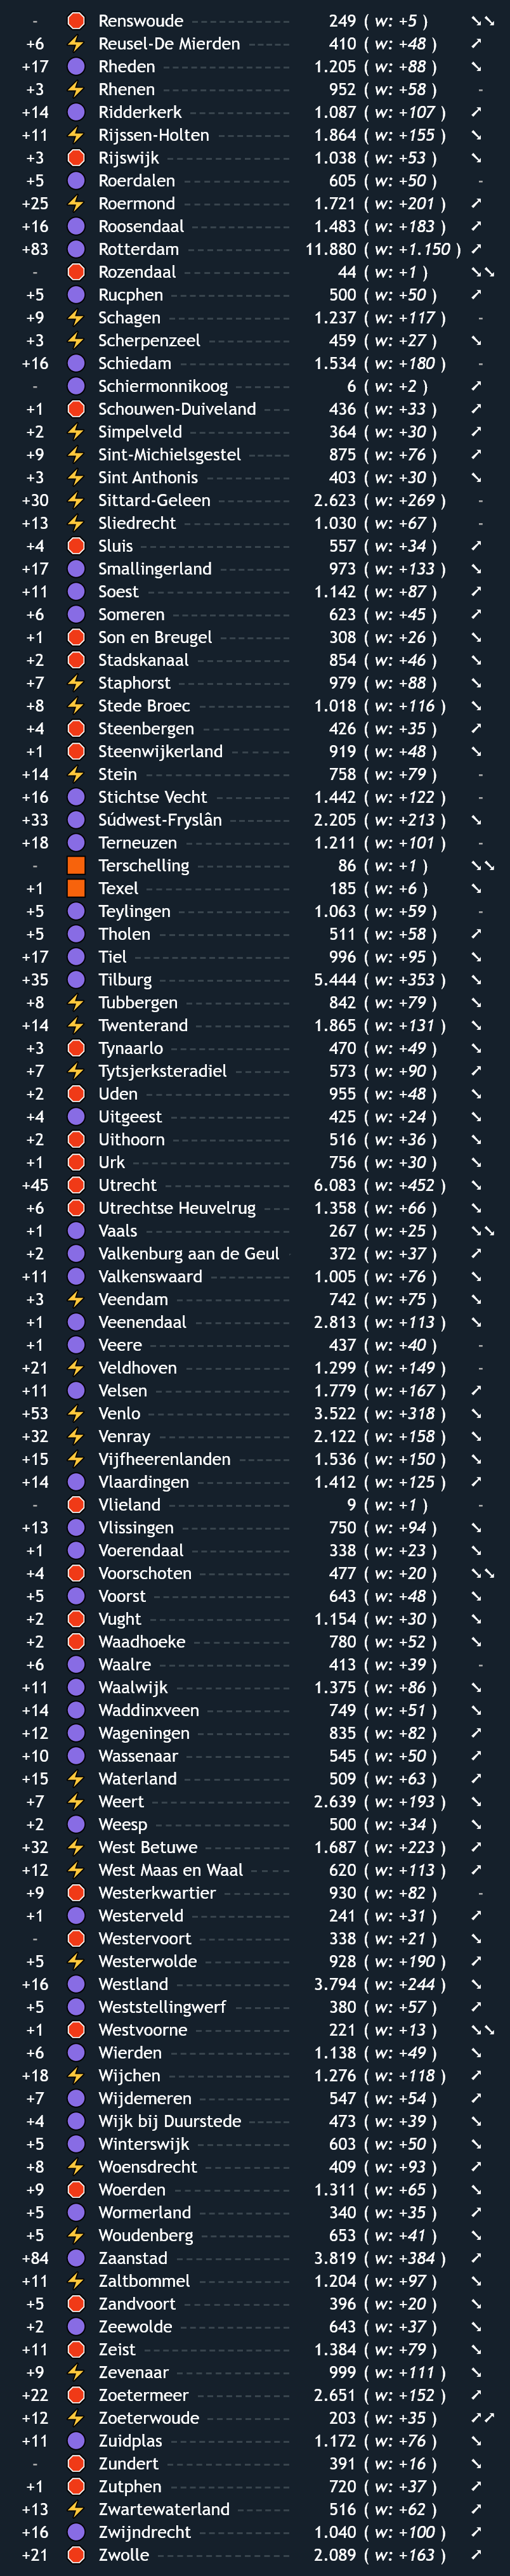 - Renswoude 249 ( w: +5 ) ↘↘
+6 Reusel-De Mierden 410 ( w: +48 ) ↗
+17 Rheden 1.205 ( w: +88 ) ↘
+3 Rhenen 952 ( w: +58 ) -
+14 Ridderkerk 1.087 ( w: +107 ) ↗
+11 Rijssen-Holten 1.864 ( w: +155 ) ↘
+3 Rijswijk 1.038 ( w: +53 ) ↘
+5 Roerdalen 605 ( w: +50 ) -
+25 Roermond 1.721 ( w: +201 ) ↗
+16 Roosendaal 1.483 ( w: +183 ) ↗
+83 Rotterdam 11.880 ( w: +1.150 ) ↗
- Rozendaal 44 ( w: +1 ) ↘↘
+5 Rucphen 500 ( w: +50 ) ↗
+9 Schagen 1.237 ( w: +117 ) -
+3 Scherpenzeel 459 ( w: +27 ) ↘
+16 Schiedam 1.534 ( w: +180 ) -
- Schiermonnikoog 6 ( w: +2 ) ↗
+1 Schouwen-Duiveland 436 ( w: +33 ) ↗
+2 Simpelveld 364 ( w: +30 ) ↗
+9 Sint-Michielsgestel 875 ( w: +76 ) ↗
+3 Sint Anthonis 403 ( w: +30 ) ↘
+30 Sittard-Geleen 2.623 ( w: +269 ) -
+13 Sliedrecht 1.030 ( w: +67 ) -
+4 Sluis 557 ( w: +34 ) ↗
+17 Smallingerland 973 ( w: +133 ) ↘
+11 Soest 1.142 ( w: +87 ) ↗
+6 Someren 623 ( w: +45 ) ↗
+1 Son en Breugel 308 ( w: +26 ) ↘
+2 Stadskanaal 854 ( w: +46 ) ↘
+7 Staphorst 979 ( w: +88 ) ↘
+8 Stede Broec 1.018 ( w: +116 ) ↘
+4 Steenbergen 426 ( w: +35 ) ↗
+1 Steenwijkerland 919 ( w: +48 ) ↘
+14 Stein 758 ( w: +79 ) -
+16 Stichtse Vecht 1.442 ( w: +122 ) -
+33 Súdwest-Fryslân 2.205 ( w: +213 ) ↘
+18 Terneuzen 1.211 ( w: +101 ) -
- Terschelling 86 ( w: +1 ) ↘↘
+1 Texel 185 ( w: +6 ) ↘
+5 Teylingen 1.063 ( w: +59 ) -
+5 Tholen 511 ( w: +58 ) ↗
+17 Tiel 996 ( w: +95 ) ↘
+35 Tilburg 5.444 ( w: +353 ) ↘
+8 Tubbergen 842 ( w: +79 ) ↘
+14 Twenterand 1.865 ( w: +131 ) ↘
+3 Tynaarlo 470 ( w: +49 ) ↘
+7 Tytsjerksteradiel 573 ( w: +90 ) ↗
+2 Uden 955 ( w: +48 ) ↘
+4 Uitgeest 425 ( w: +24 ) ↘
+2 Uithoorn 516 ( w: +36 ) ↘
+1 Urk 756 ( w: +30 ) ↘
+45 Utrecht 6.083 ( w: +452 ) ↘
+6 Utrechtse Heuvelrug 1.358 ( w: +66 ) ↘
+1 Vaals 267 ( w: +25 ) ↘↘
+2 Valkenburg aan de Geul 372 ( w: +37 ) ↗
+11 Valkenswaard 1.005 ( w: +76 ) ↘
+3 Veendam 742 ( w: +75 ) ↘
+1 Veenendaal 2.813 ( w: +113 ) ↘
+1 Veere 437 ( w: +40 ) -
+21 Veldhoven 1.299 ( w: +149 ) -
+11 Velsen 1.779 ( w: +167 ) ↗
+53 Venlo 3.522 ( w: +318 ) ↘
+32 Venray 2.122 ( w: +158 ) ↘
+15 Vijfheerenlanden 1.536 ( w: +150 ) ↘
+14 Vlaardingen 1.412 ( w: +125 ) ↗
- Vlieland 9 ( w: +1 ) -
+13 Vlissingen 750 ( w: +94 ) ↘
+1 Voerendaal 338 ( w: +23 ) ↘
+4 Voorschoten 477 ( w: +20 ) ↘↘
+5 Voorst 643 ( w: +48 ) ↘
+2 Vught 1.154 ( w: +30 ) ↘
+2 Waadhoeke 780 ( w: +52 ) ↘
+6 Waalre 413 ( w: +39 ) -
+11 Waalwijk 1.375 ( w: +86 ) ↘
+14 Waddinxveen 749 ( w: +51 ) ↘
+12 Wageningen 835 ( w: +82 ) ↗
+10 Wassenaar 545 ( w: +50 ) ↗
+15 Waterland 509 ( w: +63 ) ↗
+7 Weert 2.639 ( w: +193 ) ↘
+2 Weesp 500 ( w: +34 ) ↘
+32 West Betuwe 1.687 ( w: +223 ) ↗
+12 West Maas en Waal 620 ( w: +113 ) ↗
+9 Westerkwartier 930 ( w: +82 ) -
+1 Westerveld 241 ( w: +31 ) ↗
- Westervoort 338 ( w: +21 ) ↘
+5 Westerwolde 928 ( w: +190 ) ↗
+16 Westland 3.794 ( w: +244 ) ↘
+5 Weststellingwerf 380 ( w: +57 ) ↗
+1 Westvoorne 221 ( w: +13 ) ↘↘
+6 Wierden 1.138 ( w: +49 ) ↘
+18 Wijchen 1.276 ( w: +118 ) ↗
+7 Wijdemeren 547 ( w: +54 ) ↗
+4 Wijk bij Duurstede 473 ( w: +39 ) ↘
+5 Winterswijk 603 ( w: +50 ) ↘
+8 Woensdrecht 409 ( w: +93 ) ↗
+9 Woerden 1.311 ( w: +65 ) ↘
+5 Wormerland 340 ( w: +35 ) ↗
+5 Woudenberg 653 ( w: +41 ) ↘
+84 Zaanstad 3.819 ( w: +384 ) ↗
+11 Zaltbommel 1.204 ( w: +97 ) ↘
+5 Zandvoort 396 ( w: +20 ) ↘
+2 Zeewolde 643 ( w: +37 ) ↘
+11 Zeist 1.384 ( w: +79 ) ↘
+9 Zevenaar 999 ( w: +111 ) ↘
+22 Zoetermeer 2.651 ( w: +152 ) ↗
+12 Zoeterwoude 203 ( w: +35 ) ↗↗
+11 Zuidplas 1.172 ( w: +76 ) ↘
- Zundert 391 ( w: +16 ) ↘
+1 Zutphen 720 ( w: +37 ) ↗
+13 Zwartewaterland 516 ( w: +62 ) ↗
+16 Zwijndrecht 1.040 ( w: +100 ) ↗
+21 Zwolle 2.089 ( w: +163 ) ↗